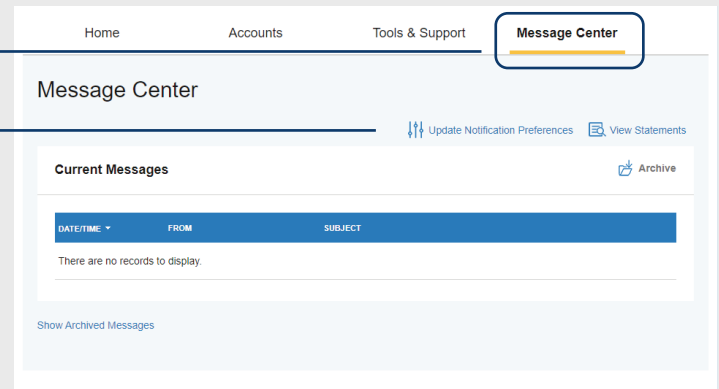 Home Accounts Tools & Support Message Center
Message Center
Update Notification Preferences View Statements
Current Messages Archive
DATE/TIME FROM SUBJECT
There are no records to display.
Show Archived Messages